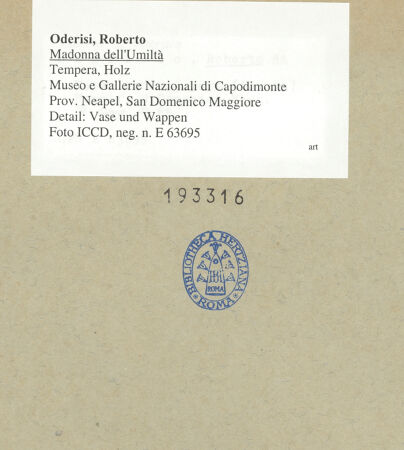 Oderisi, Roberto
Madonna dell'Umiltà
Tempera, Holz
Museo e Gallerie Nazionali di Capodimonte
Prov. Neapel, San Domenico Maggiore
Detail: Vase und Wappen
Foto ICCD, neg. n. E 63695
art
193316
BIBLIOTHECA HERTZIANA
ROMA
ROMA